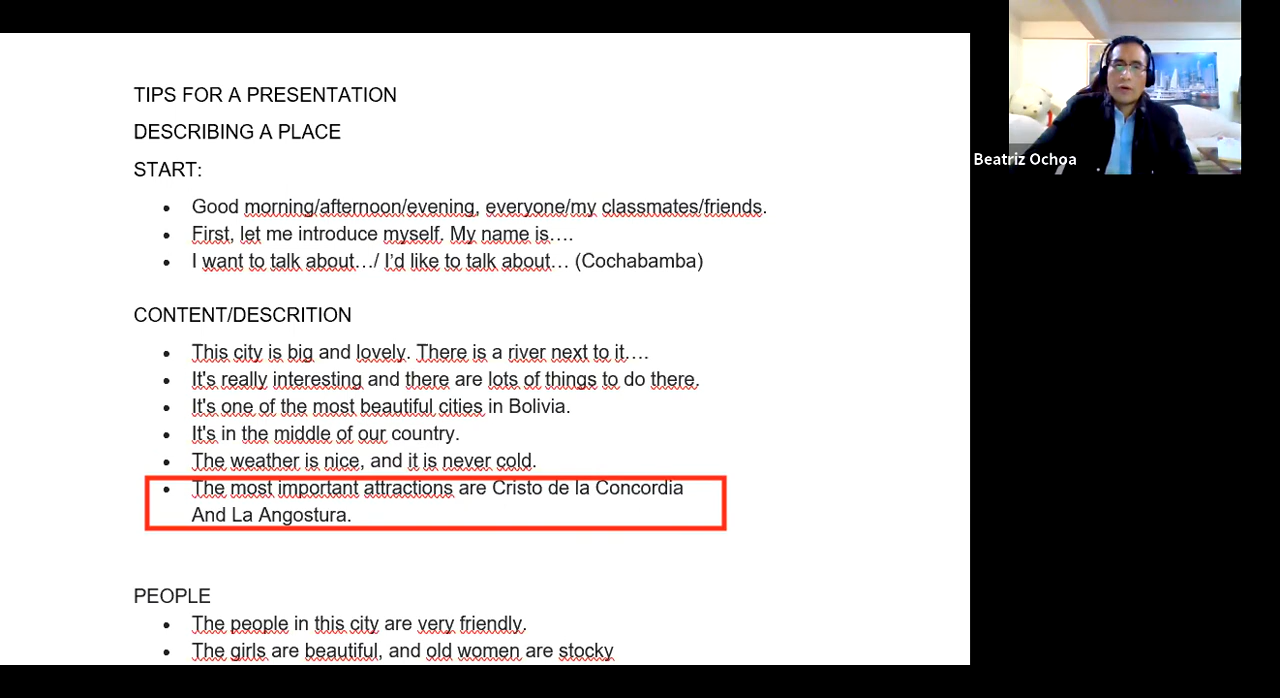 TIPS FOR A PRESENTATION
DESCRIBING A PLACE
START:
• Good morning/afternoon/evening, everyone/my classmates/friends.
• First, let me introduce myself. My name is….
• I want to talk about…/ I'd like to talk about… (Cochabamba)
CONTENT/DESCRITION
• This city is big and lovely. There is a river next to it….
• It's really interesting and there are lots of things to do there.
• It's one of the most beautiful cities in Bolivia.
• It's in the middle of our country.
• The weather is nice, and it is never cold.
• The most important attractions are Cristo de la Concordia
And La Angostura.
PEOPLE
• The people in this city are very friendly.
• The girls are beautiful, and old women are stocky
Beatriz Ochoa